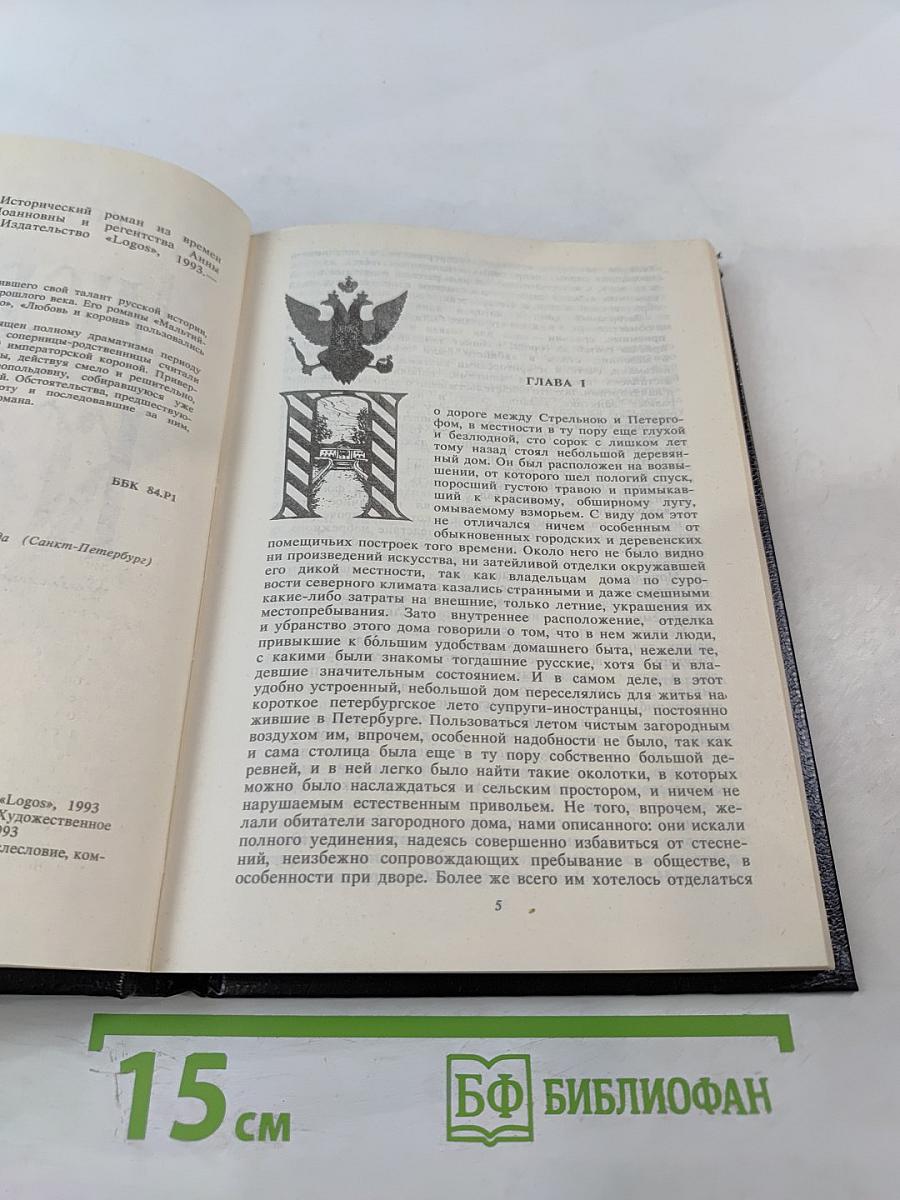 Исторический роман из времен
Иоанновны и регентства Анны
Издательство «Logos», 1993.—
ившего свой талант русской истории,
рошлого века. Его романы «Мальтий-
о», «Любовь и корона» пользовались
ящен полному драматизма периоду
соперницы-родственницы считали
императорской короной. Привер-
ы, действуя смело и решительно,
опольдовну, собиравшуюся уже
й. Обстоятельства, предшествую-
оту и последовавшие за ним,
омана.
ББК 84.Р1
да (Санкт-Петербург)
«Logos», 1993
Художественное
993
слесловие, ком-
ГЛАВА I
П
о дороге между Стрельною и Петерго-
фом, в местности в ту пору еще глухой
и безлюдной, сто сорок с лишком лет
тому назад стоял небольшой деревян-
ный дом. Он был расположен на возвы-
шении, от которого шел пологий спуск,
поросший густою травою и примыкав-
ший к красивому, обширному лугу,
омываемому взморьем. С виду дом этот
не отличался ничем особенным от
обыкновенных городских и деревенских
помещичьих построек того времени. Около него не было видно
ни произведений искусства, ни затейливой отделки окружавшей
его дикой местности, так как владельцам дома по суро-
вости северного климата казались странными и даже смешными
какие-либо затраты на внешние, только летние, украшения их
местопребывания. Зато внутреннее расположение, отделка
и убранство этого дома говорили о том, что в нем жили люди,
привыкшие к бо́льшим удобствам домашнего быта, нежели те,
с какими были знакомы тогдашние русские, хотя бы и вла-
девшие значительным состоянием. И в самом деле, в этот
удобно устроенный, небольшой дом переселялись для житья на
короткое петербургское лето супруги-иностранцы, постоянно
жившие в Петербурге. Пользоваться летом чистым загородным
воздухом им, впрочем, особенной надобности не было, так как
и сама столица была еще в ту пору собственно большой де-
ревней, и в ней легко было найти такие околотки, в которых
можно было наслаждаться и сельским простором, и ничем не
нарушаемым естественным привольем. Не того, впрочем, же-
лали обитатели загородного дома, нами описанного: они искали
полного уединения, надеясь совершенно избавиться от стесне-
ний, неизбежно сопровождающих пребывание в обществе, в
особенности при дворе. Более же всего им хотелось отделаться
5
15 см
БФ БИБЛИОФАН